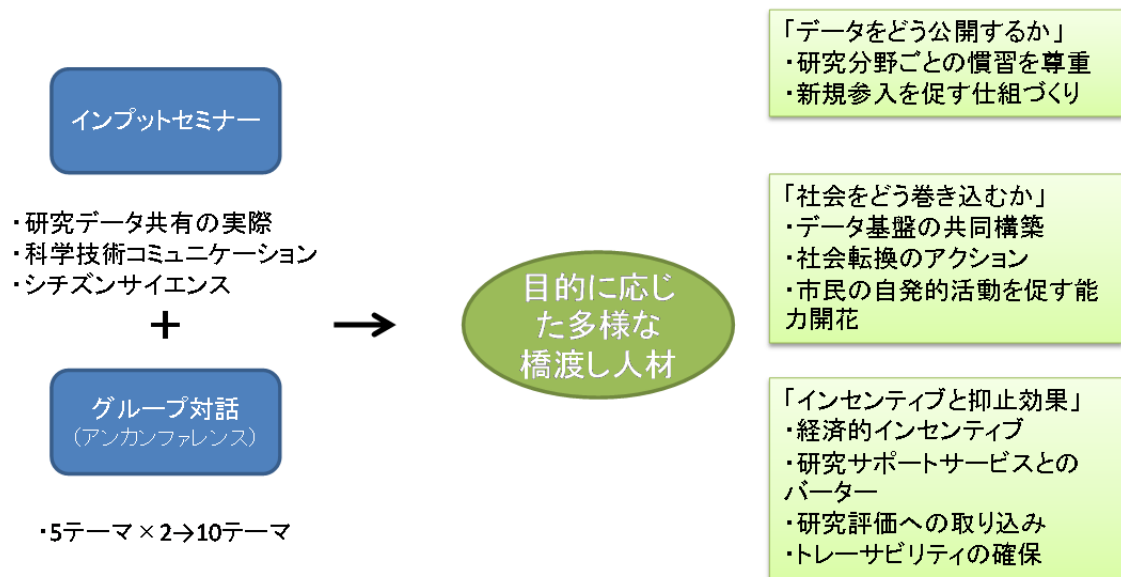 インプットセミナー
・研究データ共有の実際
・科学技術コミュニケーション
・シチズンサイエンス
+
グループ対話
(アンカンファレンス)
・5テーマ×2→10テーマ
→
目的に応じ
た多様な
橋渡し人材
「データをどう公開するか」
・研究分野ごとの慣習を尊重
・新規参入を促す仕組づくり
「社会をどう巻き込むか」
・データ基盤の共同構築
・社会転換のアクション
・市民の自発的活動を促す能
力開花
「インセンティブと抑止効果」
・経済的インセンティブ
・研究サポートサービスとの
バーター
・研究評価への取り込み
・トレーサビリティの確保